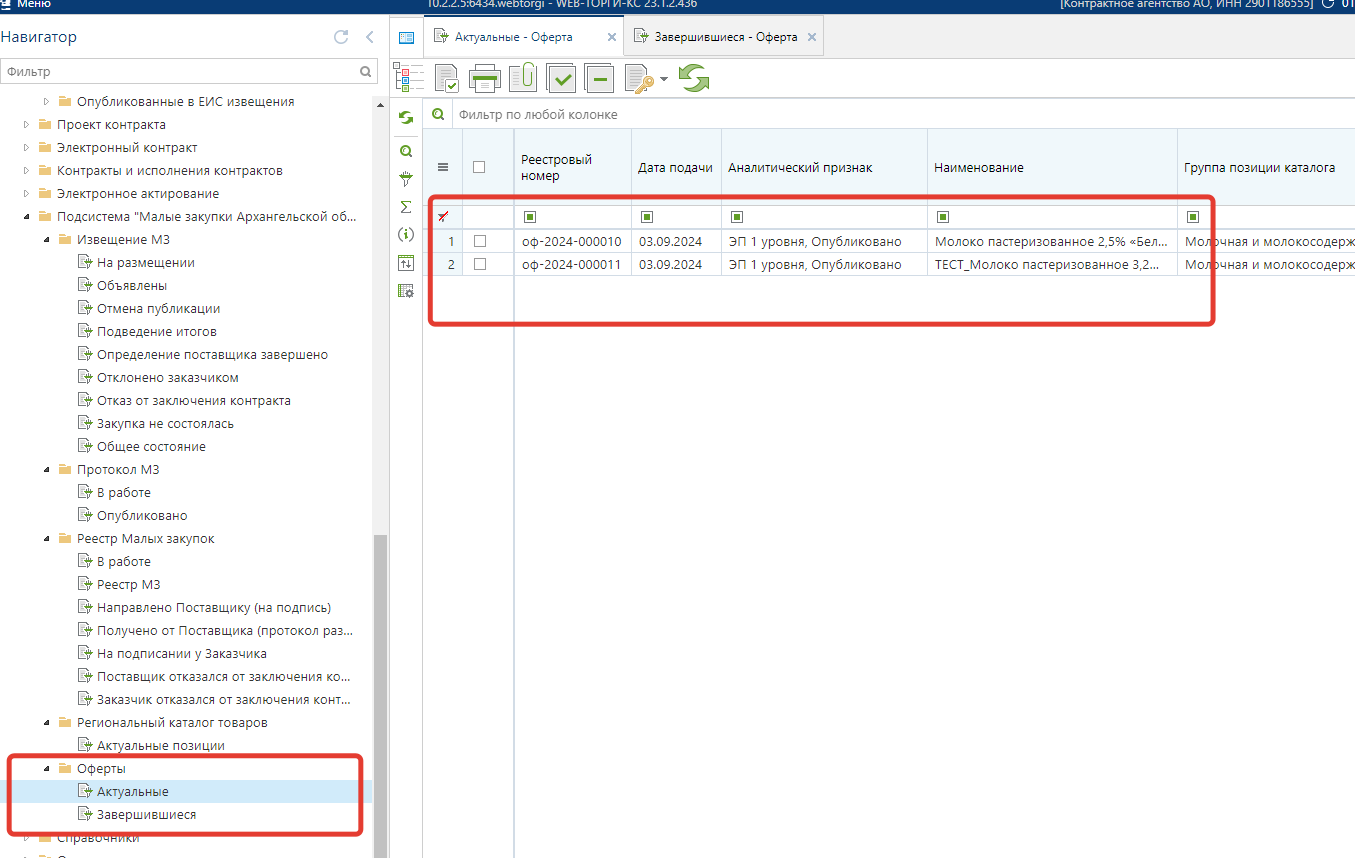 Меню
10.2.2.5:6434.webtorgi - WEB-ТОРГИ-КС 23.1.2.436
[Контрактное агентство АО, ИНН 2901186555]
01
Навигатор
Фильтр
Опубликованные в ЕИС извещения
Проект контракта
Электронный контракт
Контракты и исполнения контрактов
Электронное актирование
Подсистема "Малые закупки Архангельской об...
Извещение МЗ
На размещении
Объявлены
Отмена публикации
Подведение итогов
Определение поставщика завершено
Отклонено заказчиком
Отказ от заключения контракта
Закупка не состоялась
Общее состояние
Протокол МЗ
В работе
Опубликовано
Реестр Малых закупок
В работе
Реестр МЗ
Направлено Поставщику (на подпись)
Получено от Поставщика (протокол раз...
На подписании у Заказчика
Поставщик отказался от заключения ко...
Заказчик отказался от заключения конт...
Региональный каталог товаров
Актуальные позиции
Оферты
Актуальные
Завершившиеся
Справочники
Актуальные - Оферта
Завершившиеся - Оферта
Фильтр по любой колонке
Реестровый номер Дата подачи Аналитический признак Наименование Группа позиции каталога
1 оф-2024-000010 03.09.2024 ЭП 1 уровня, Опубликовано Молоко пастеризованное 2,5% «Бел... Молочная и молокосодерж
2 оф-2024-000011 03.09.2024 ЭП 1 уровня, Опубликовано ТЕСТ_Молоко пастеризованное 3,2... Молочная и молокосодерж